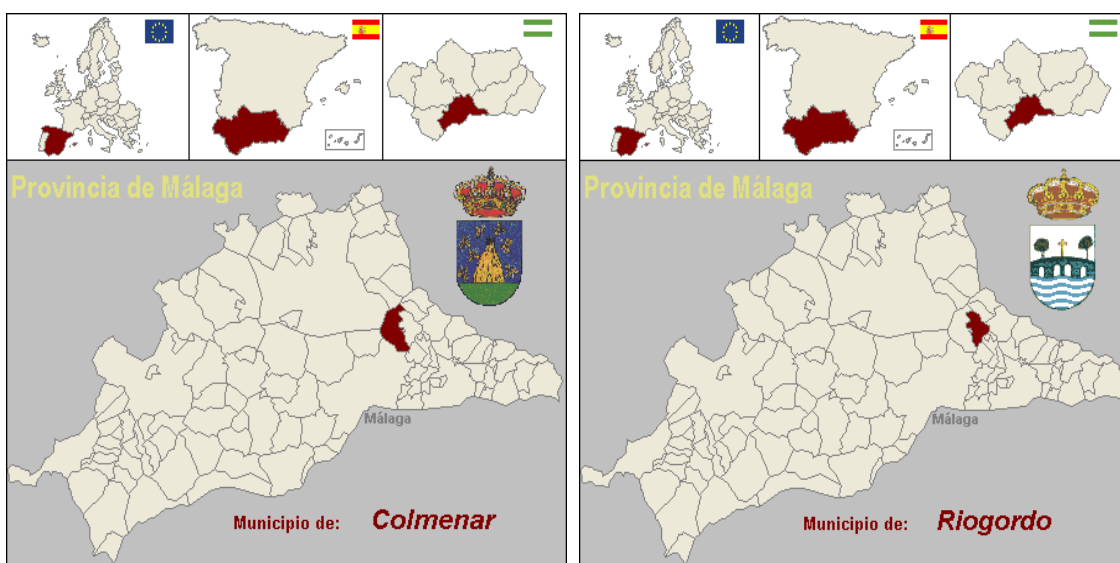 Provincia de Málaga
Málaga
Municipio de: Colmenar
Provincia de Málaga
Málaga
Municipio de: Riogordo